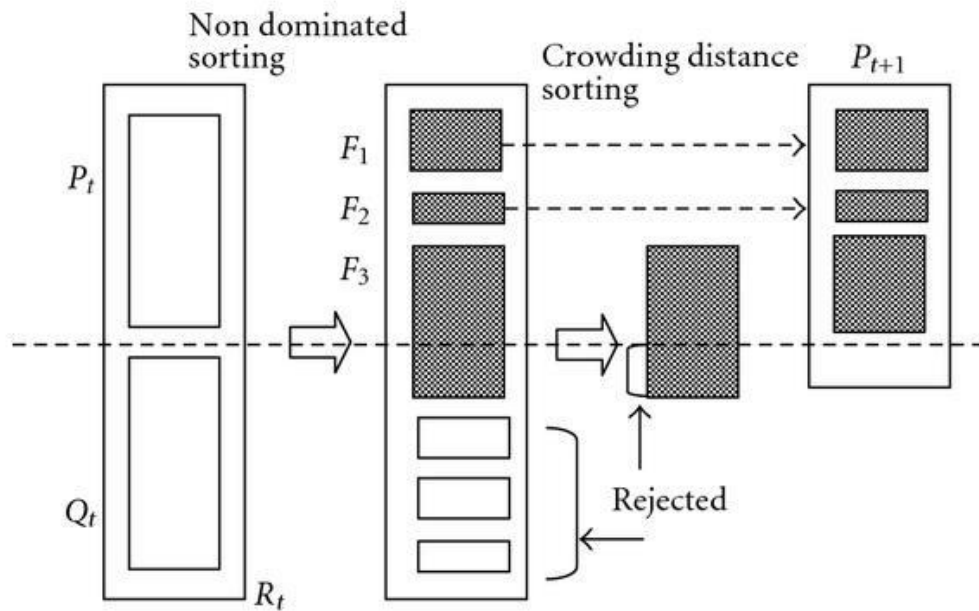 Non dominated
sorting
Crowding distance
sorting
P_{t+1}
P_t
F_1
F_2
F_3
Q_t
R_t
Rejected